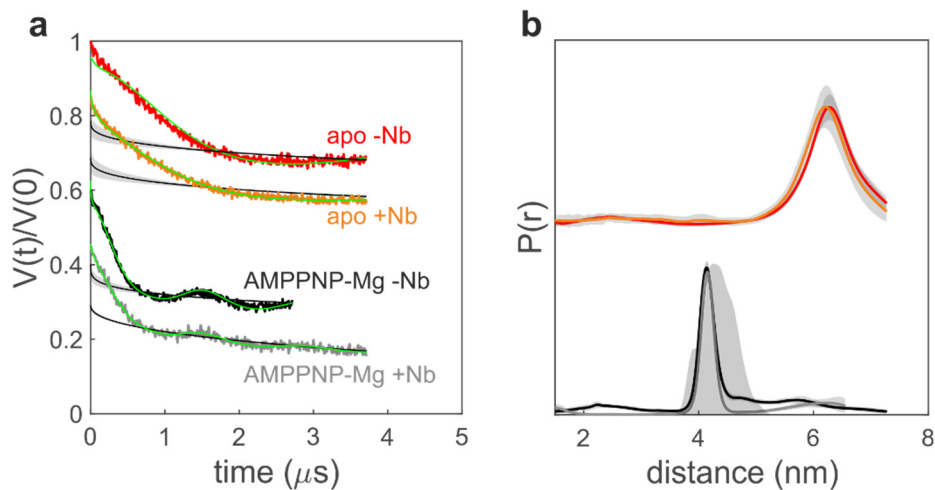 a
b
1
0.8
0.6
0.4
0.2
0
V(t)/V(0)
apo -Nb
apo +Nb
AMPPNP-Mg -Nb
AMPPNP-Mg +Nb
0 1 2 3 4 5
time (μs)
P(r)
2 4 6 8
distance (nm)